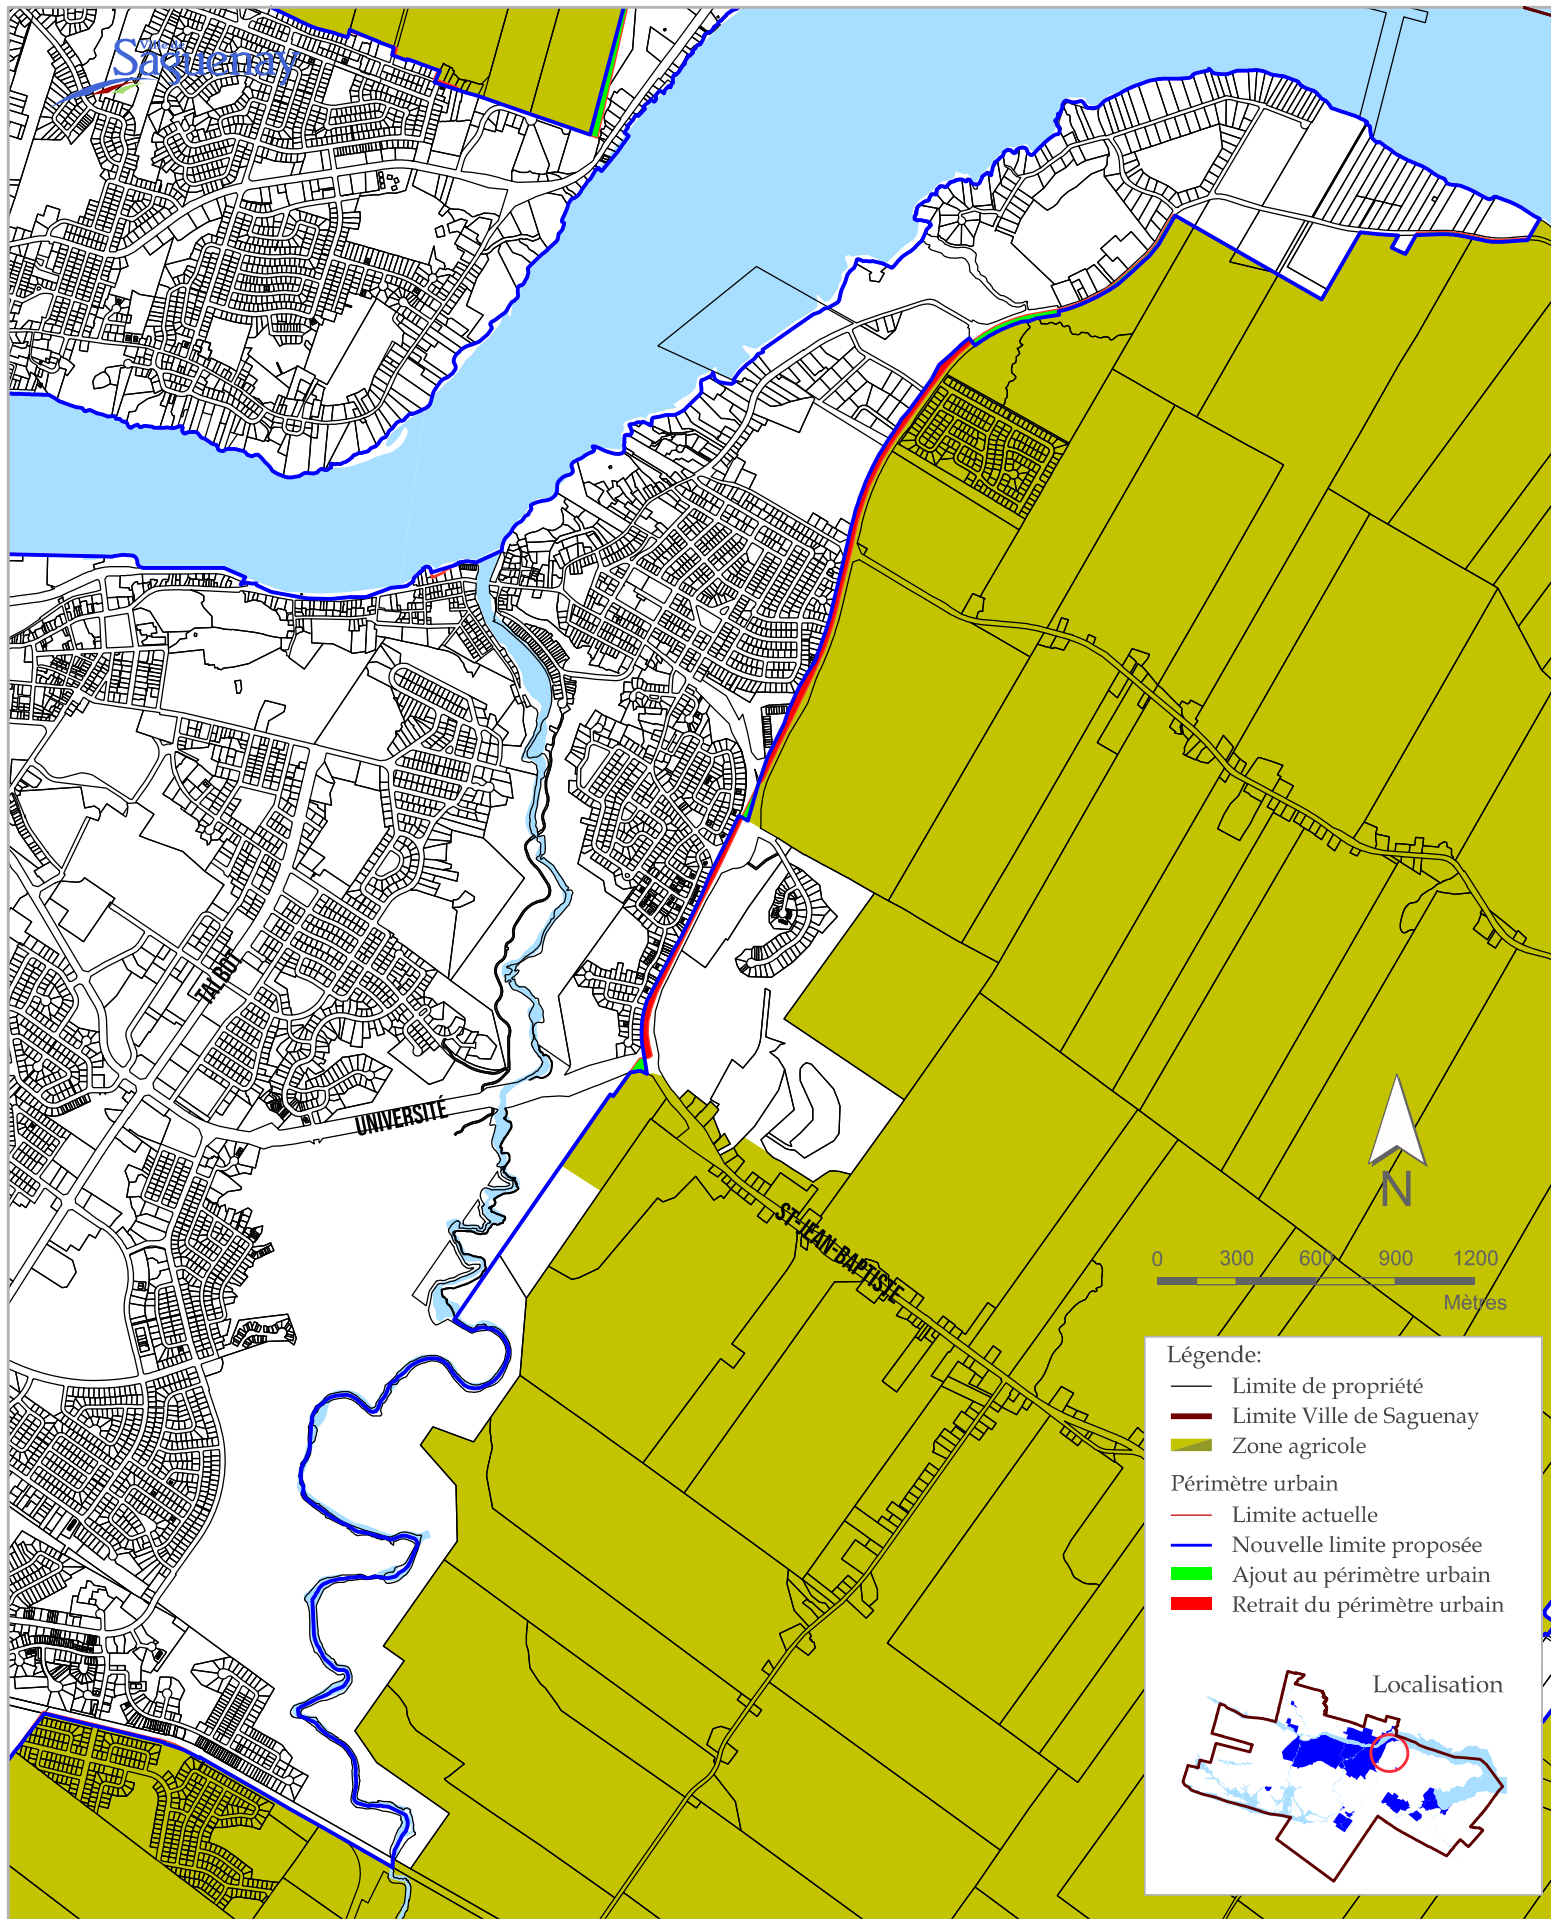 Ville de
Saguenay
TALBOT
UNIVERSITÉ
ST-JEAN-BAPTISTE
N
0 300 600 900 1200
Mètres
Légende:
Limite de propriété
Limite Ville de Saguenay
Zone agricole
Périmètre urbain
Limite actuelle
Nouvelle limite proposée
Ajout au périmètre urbain
Retrait du périmètre urbain
Localisation